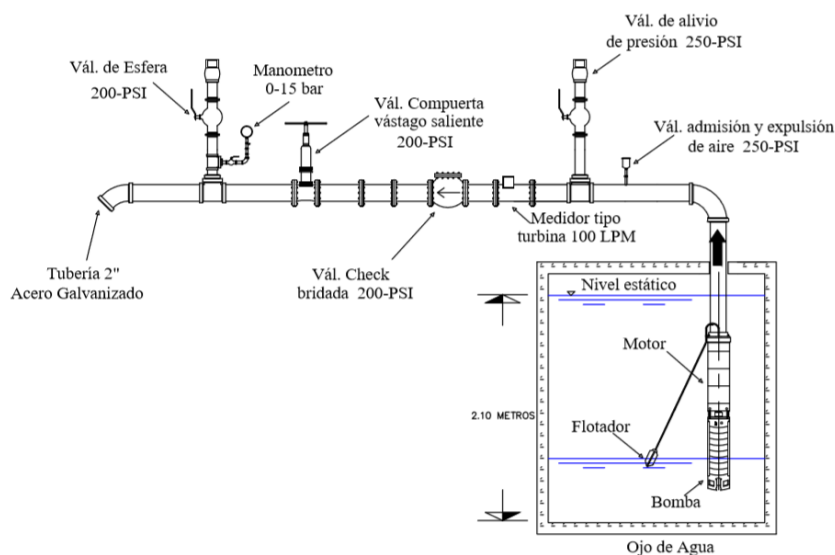 Vál. de alivio
de presión 250-PSI
Vál. de Esfera
200-PSI
Manometro
0-15 bar
Vál. Compuerta
vástago saliente
200-PSI
Vál. admisión y expulsión
de aire 250-PSI
Medidor tipo
turbina 100 LPM
Tubería 2"
Acero Galvanizado
Vál. Check
bridada 200-PSI
Nivel estático
Motor
2.10 METROS
Flotador
Bomba
Ojo de Agua